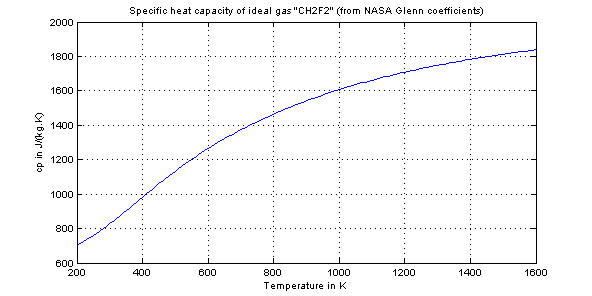 Specific heat capacity of ideal gas "CH2F2" (from NASA Glenn coefficients)
2000
1800
1600
1400
1200
1000
800
600
cp in J/(kg.K)
200 400 600 800 1000 1200 1400 1600
Temperature in K